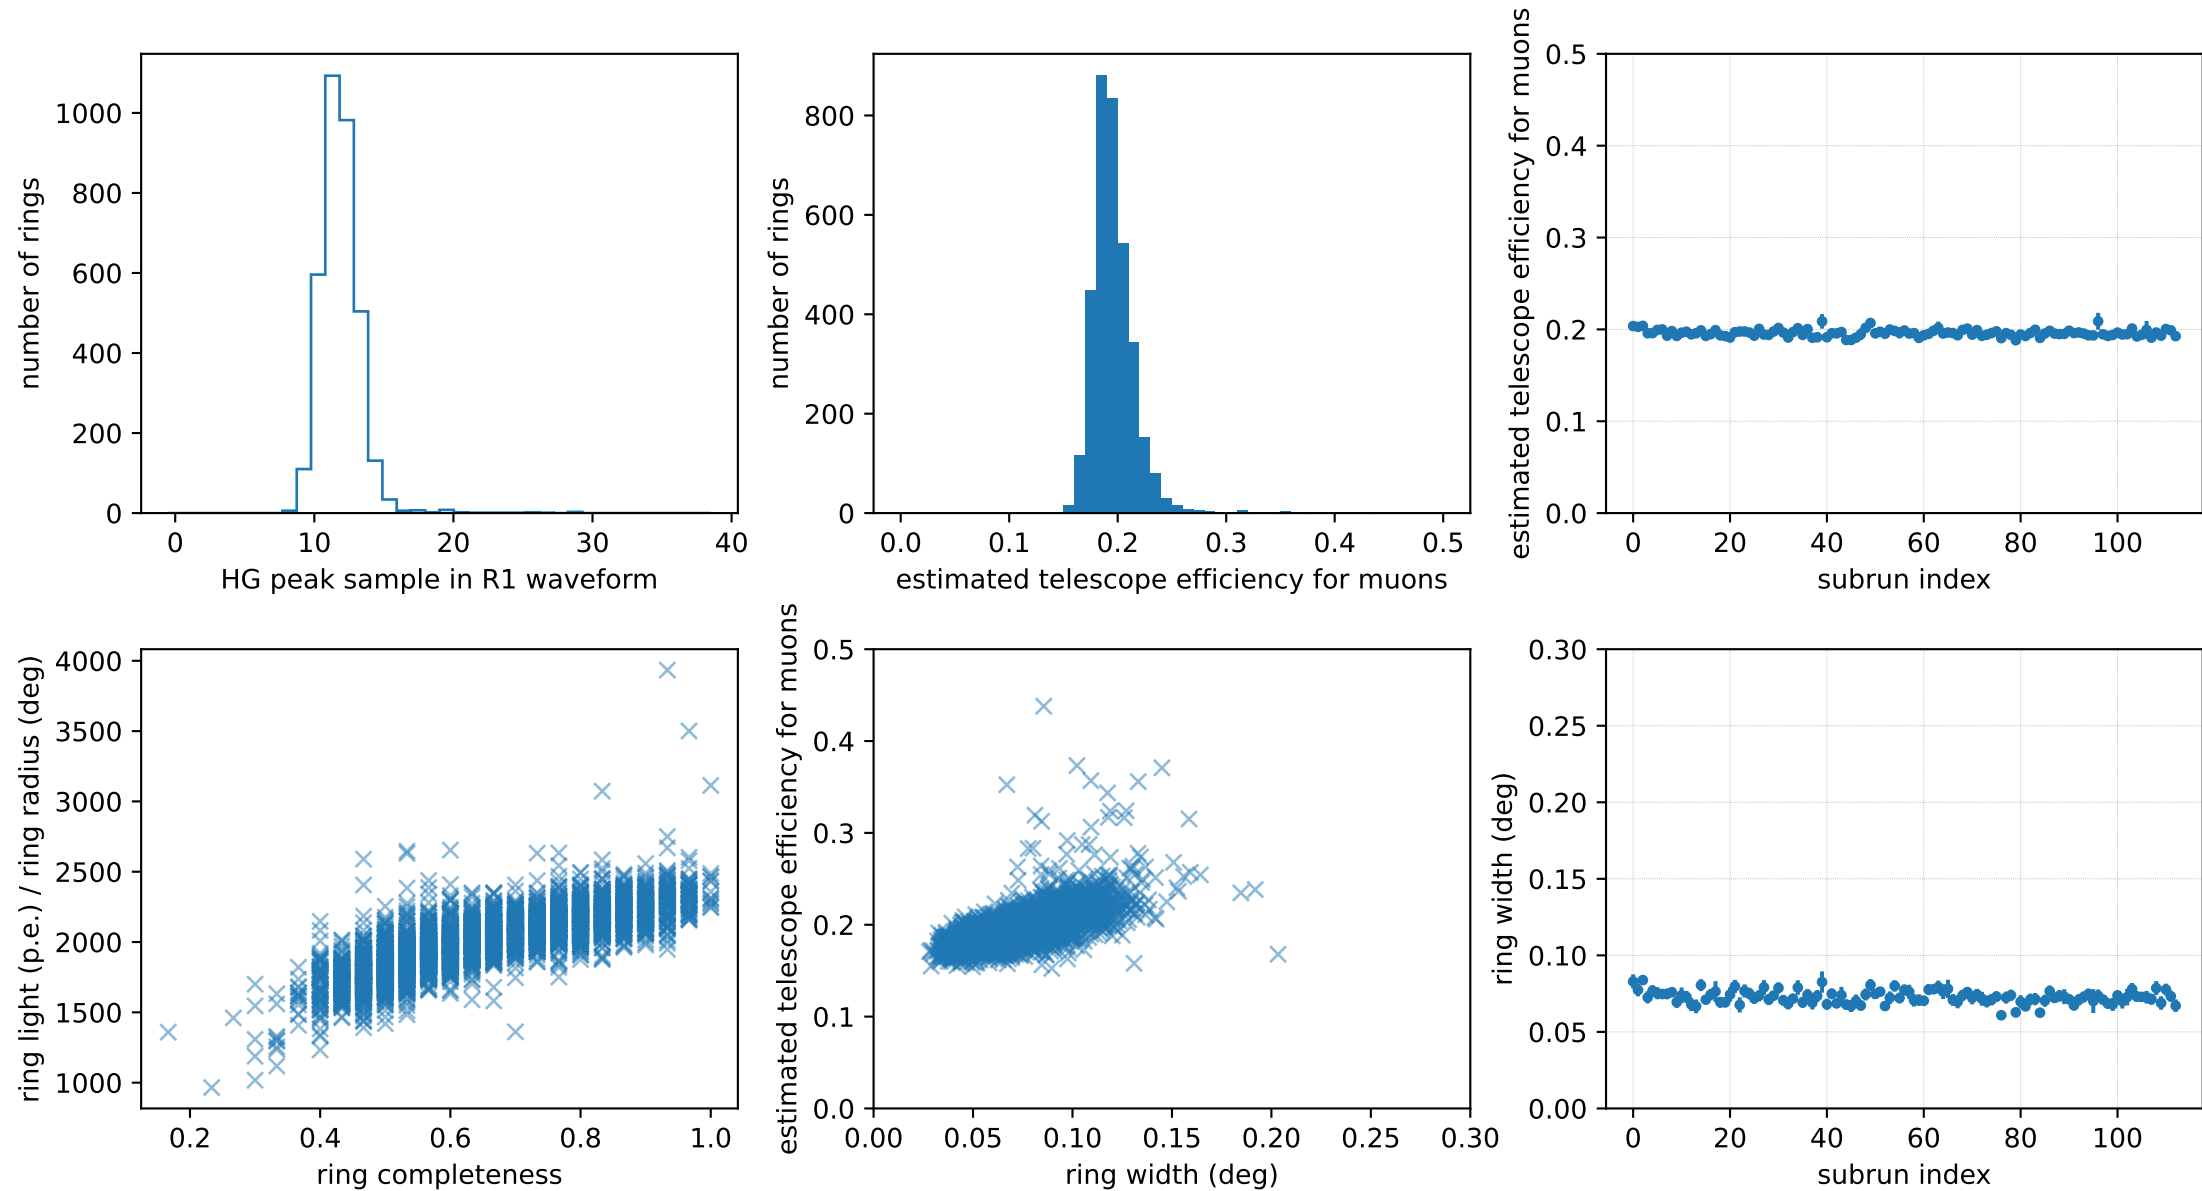 1000
800
600
400
200
0
number of rings
0 10 20 30 40
HG peak sample in R1 waveform
800
600
400
200
0
number of rings
0.0 0.1 0.2 0.3 0.4 0.5
estimated telescope efficiency for muons
0.5
0.4
0.3
0.2
0.1
0.0
estimated telescope efficiency for muons
0 20 40 60 80 100
subrun index
4000
3500
3000
2500
2000
1500
1000
ring light (p.e.) / ring radius (deg)
0.2 0.4 0.6 0.8 1.0
ring completeness
0.5
0.4
0.3
0.2
0.1
0.0
estimated telescope efficiency for muons
0.00 0.05 0.10 0.15 0.20 0.25 0.30
ring width (deg)
0.30
0.25
0.20
0.15
0.10
0.05
0.00
ring width (deg)
0 20 40 60 80 100
subrun index